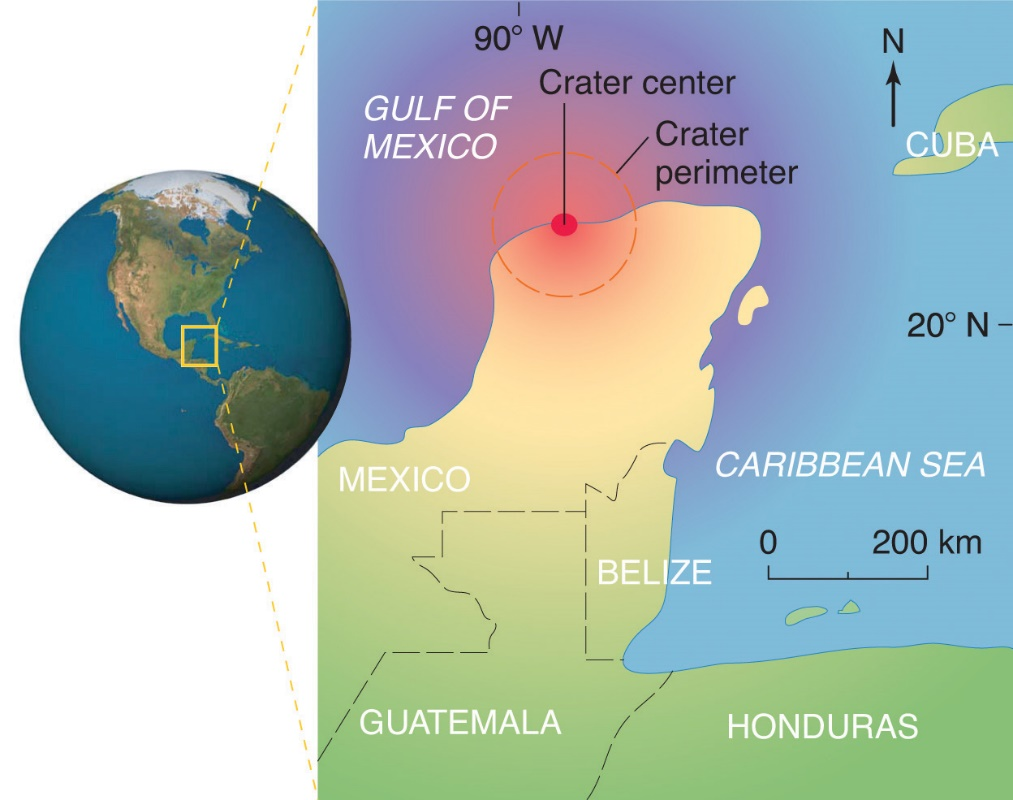 90° W
N
Crater center
GULF OF
MEXICO
Crater
perimeter
CUBA
20° N
CARIBBEAN SEA
MEXICO
0 200 km
BELIZE
GUATEMALA
HONDURAS